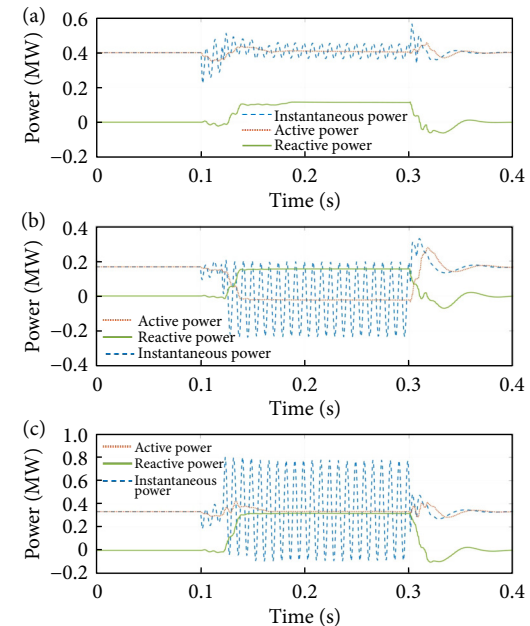 (a)
Power (MW)
0.6
0.4
0.2
0
−0.2
Instantaneous power
Active power
Reactive power
0 0.1 0.2 0.3 0.4
Time (s)
(b)
Power (MW)
0.4
0.2
0
−0.2
−0.4
Active power
Reactive power
Instantaneous power
0 0.1 0.2 0.3 0.4
Time (s)
(c)
Power (MW)
1.0
0.8
0.6
0.4
0.2
0
−0.2
Active power
Reactive power
Instantaneous
power
0 0.1 0.2 0.3 0.4
Time (s)